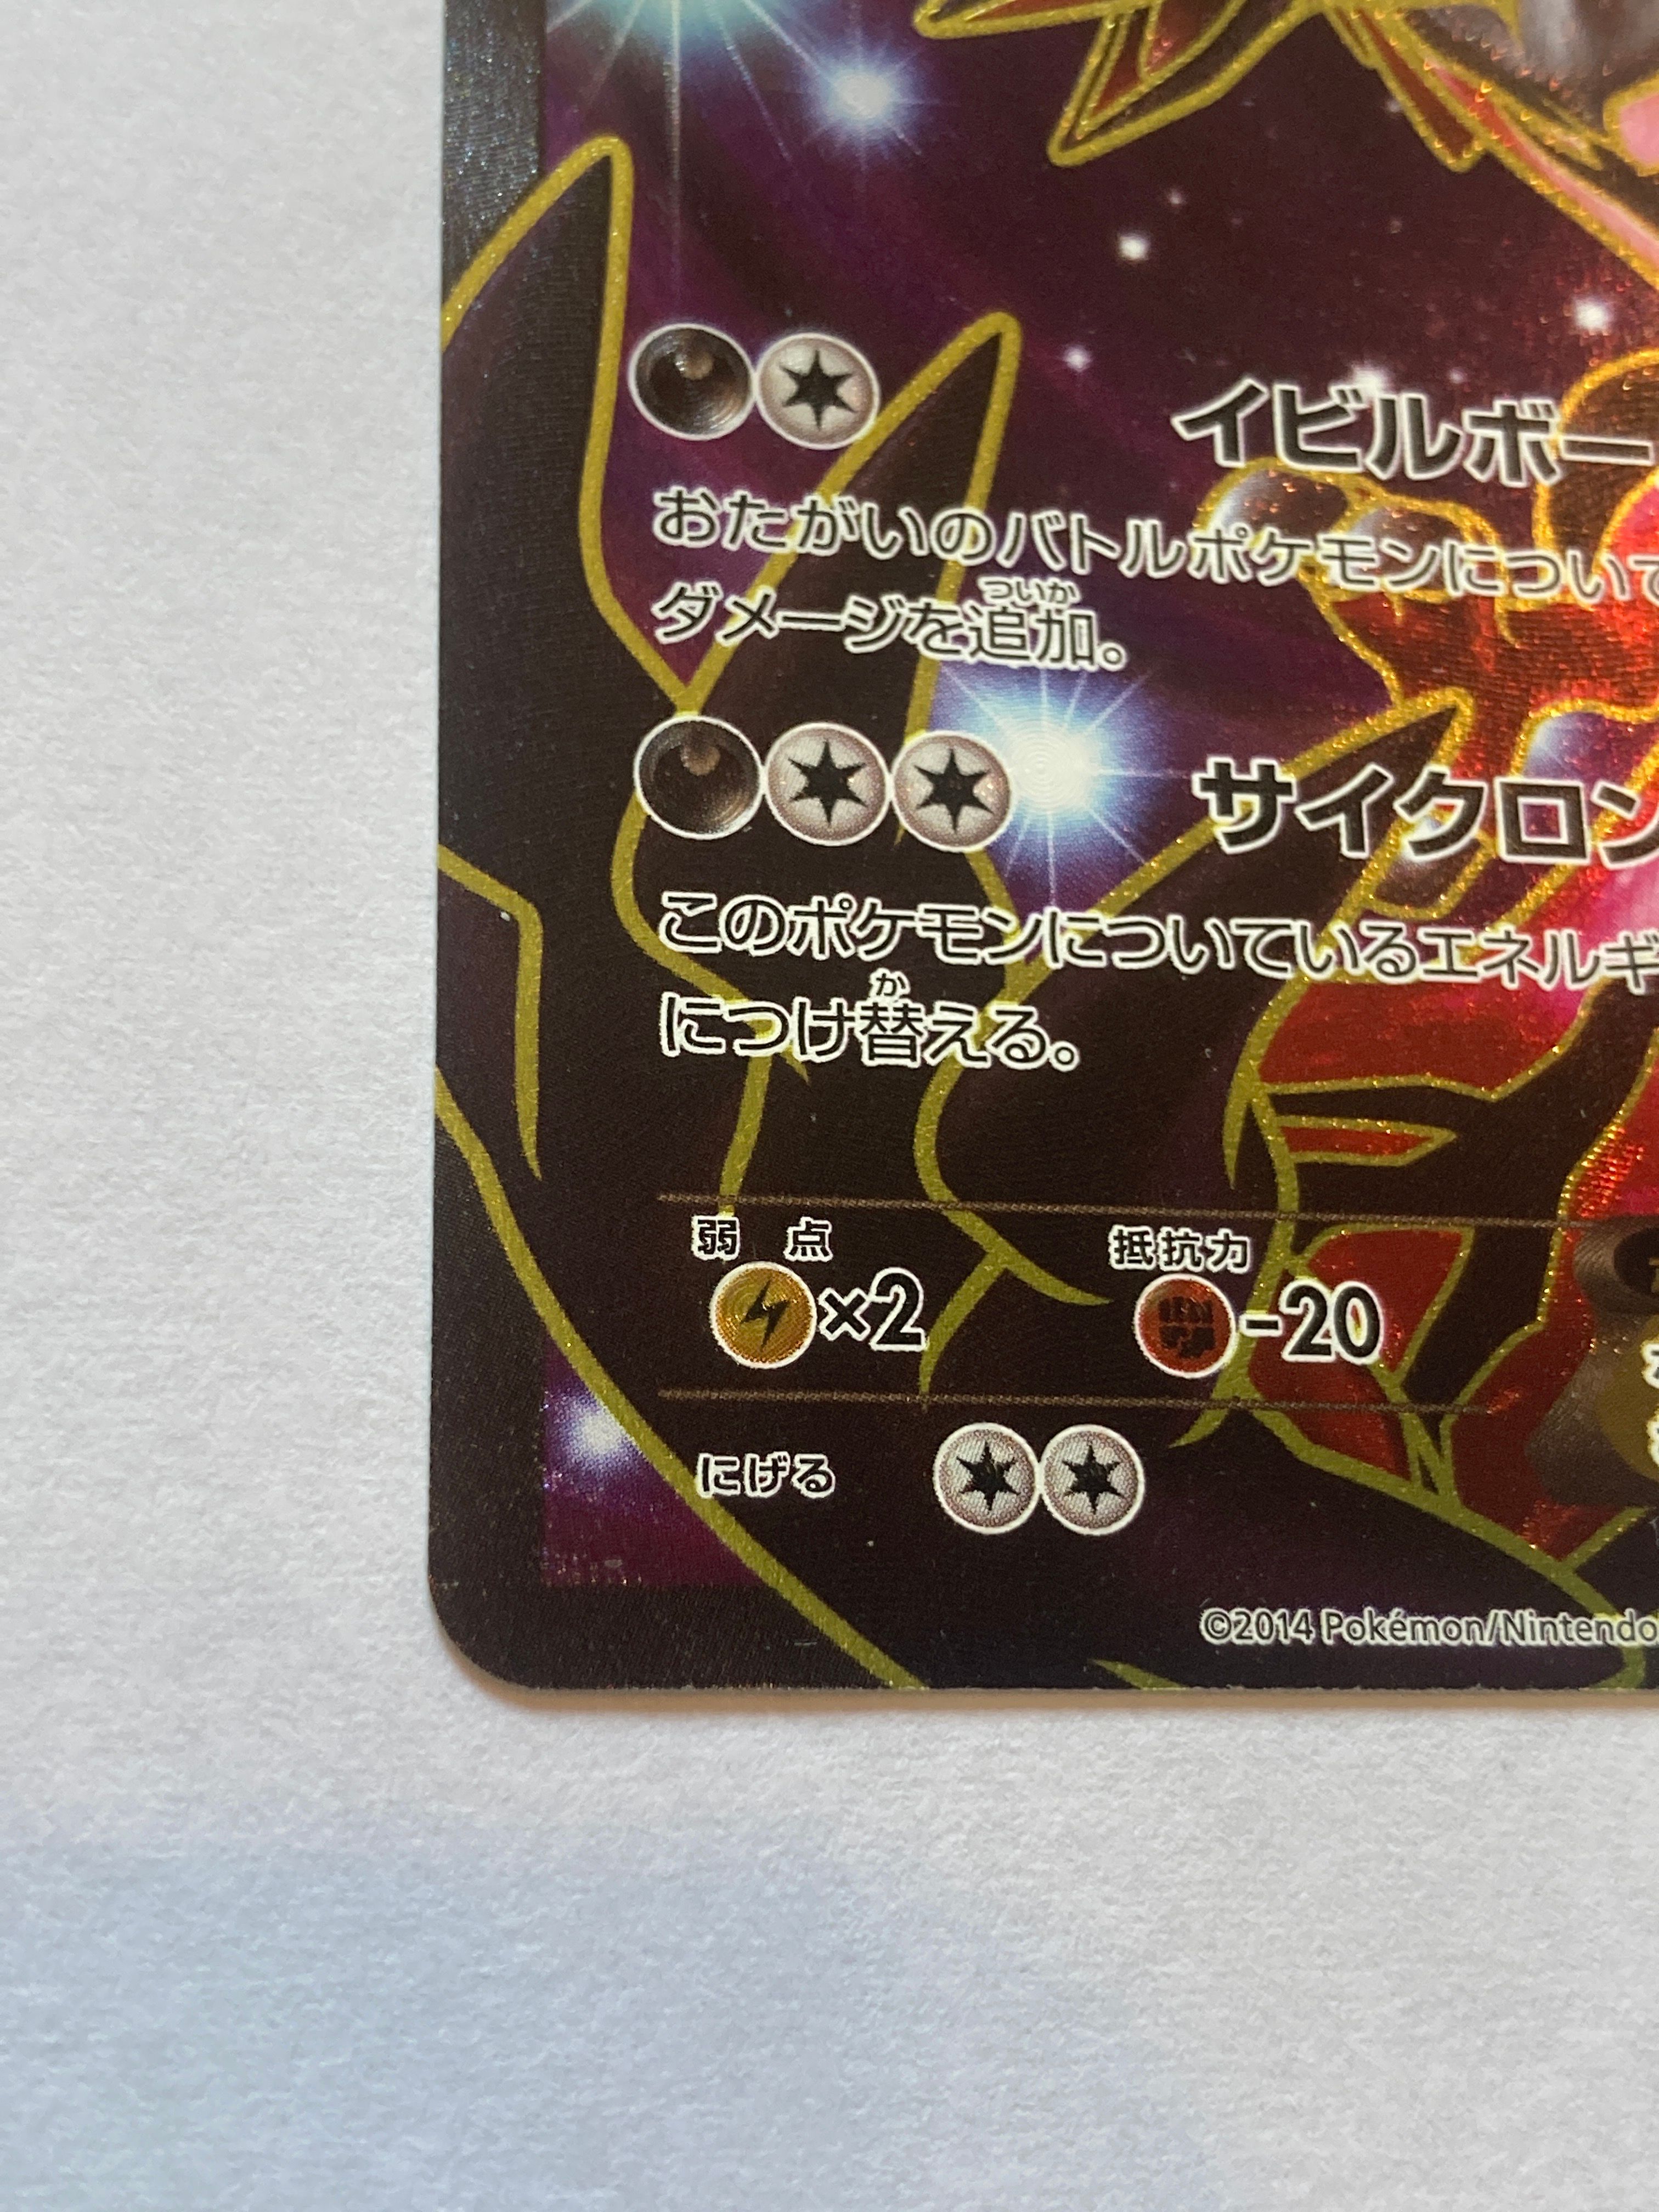 イビルボー
おたがいのバトルポケモンについて
ついか
ダメージを追加。
サイクロン
このポケモンについているエネルギ
か
につけ替える。
弱点 抵抗力
×2 -20
にげる
©2014 Pokémon/Nintendo